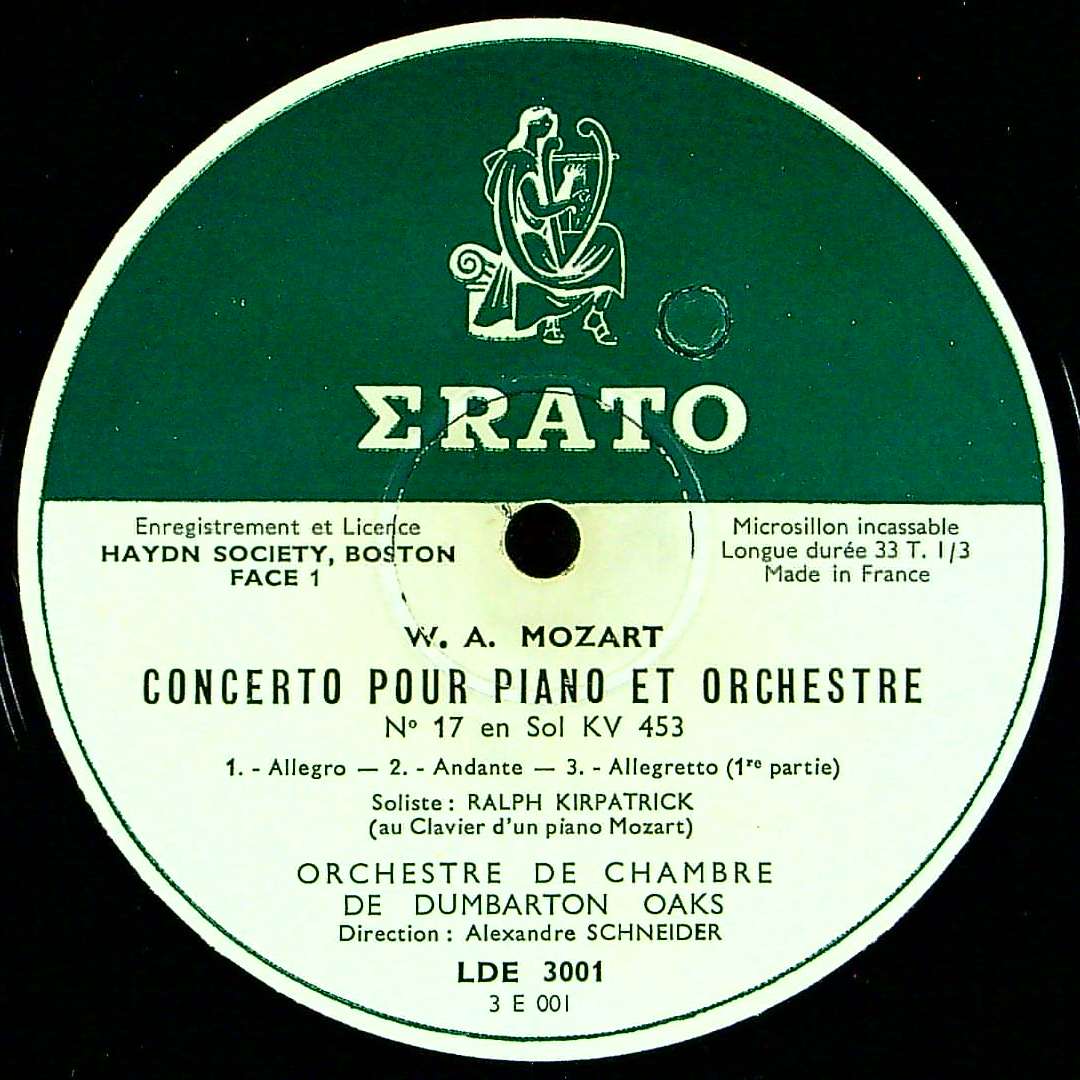 ΣRATO
Enregistrement et Licence
HAYDN SOCIETY, BOSTON
FACE 1
Microsillon incassable
Longue durée 33 T. 1/3
Made in France
W. A. MOZART
CONCERTO POUR PIANO ET ORCHESTRE
Nº 17 en Sol KV 453
1. - Allegro — 2. - Andante — 3. - Allegretto (1re partie)
Soliste : RALPH KIRPATRICK
(au Clavier d'un piano Mozart)
ORCHESTRE DE CHAMBRE
DE DUMBARTON OAKS
Direction : Alexandre SCHNEIDER
LDE 3001
3 E 001